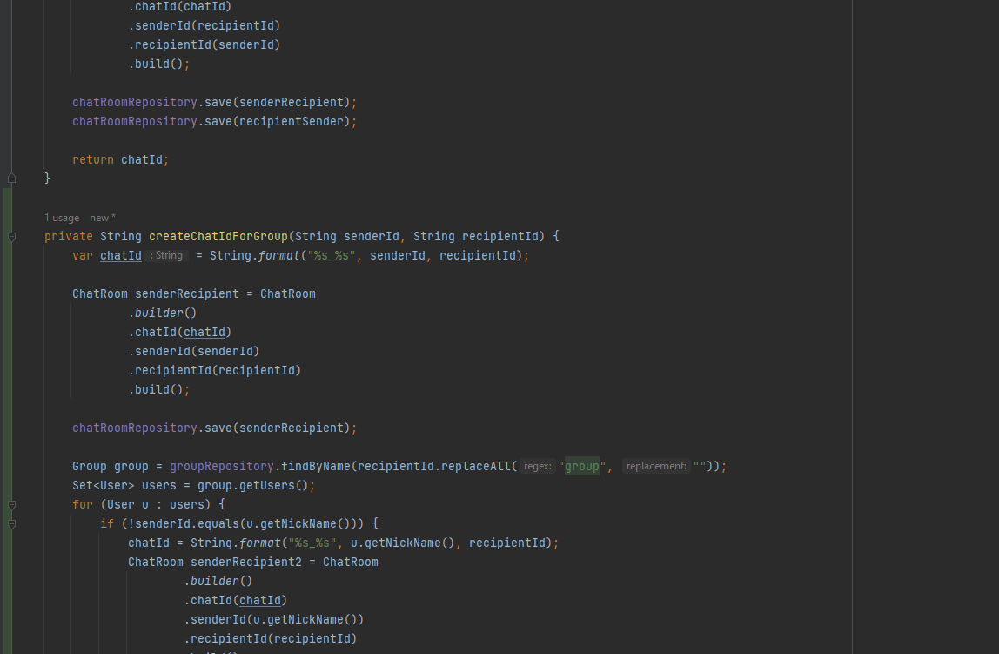 .chatId(chatId)
.senderId(recipientId)
.recipientId(senderId)
.build();
chatRoomRepository.save(senderRecipient);
chatRoomRepository.save(recipientSender);
return chatId;
}
1 usage new *
private String createChatIdForGroup(String senderId, String recipientId) {
var chatId : String = String.format("%s_%s", senderId, recipientId);
ChatRoom senderRecipient = ChatRoom
.builder()
.chatId(chatId)
.senderId(senderId)
.recipientId(recipientId)
.build();
chatRoomRepository.save(senderRecipient);
Group group = groupRepository.findByName(recipientId.replaceAll( regex: "group", replacement: ""));
Set<User> users = group.getUsers();
for (User u : users) {
if (!senderId.equals(u.getNickName())) {
chatId = String.format("%s_%s", u.getNickName(), recipientId);
ChatRoom senderRecipient2 = ChatRoom
.builder()
.chatId(chatId)
.senderId(u.getNickName())
.recipientId(recipientId)